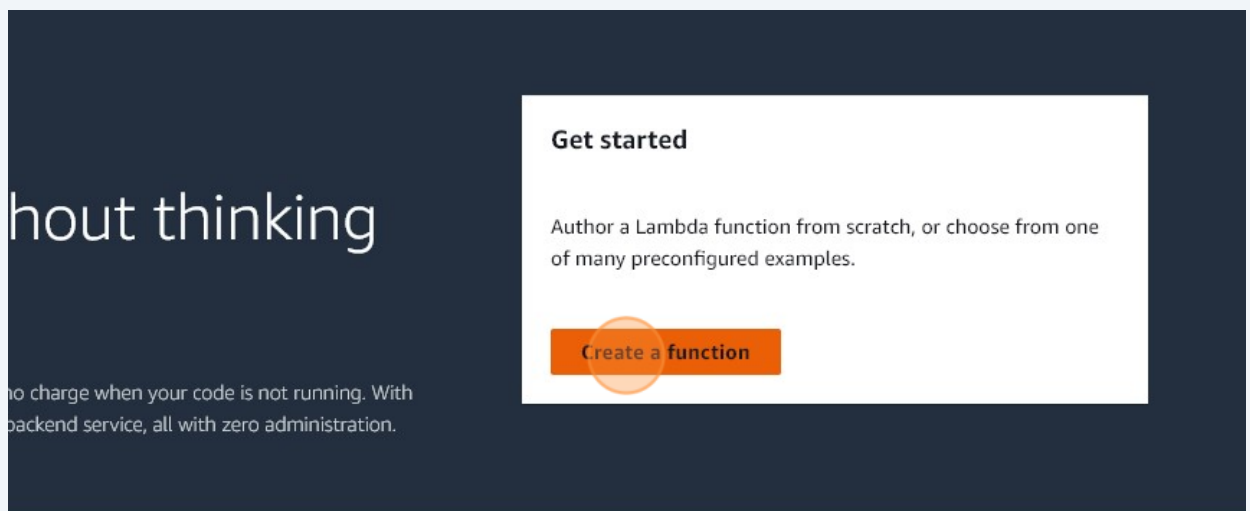 Get started
hout thinking
Author a Lambda function from scratch, or choose from one
of many preconfigured examples.
Create a function
no charge when your code is not running. With
backend service, all with zero administration.